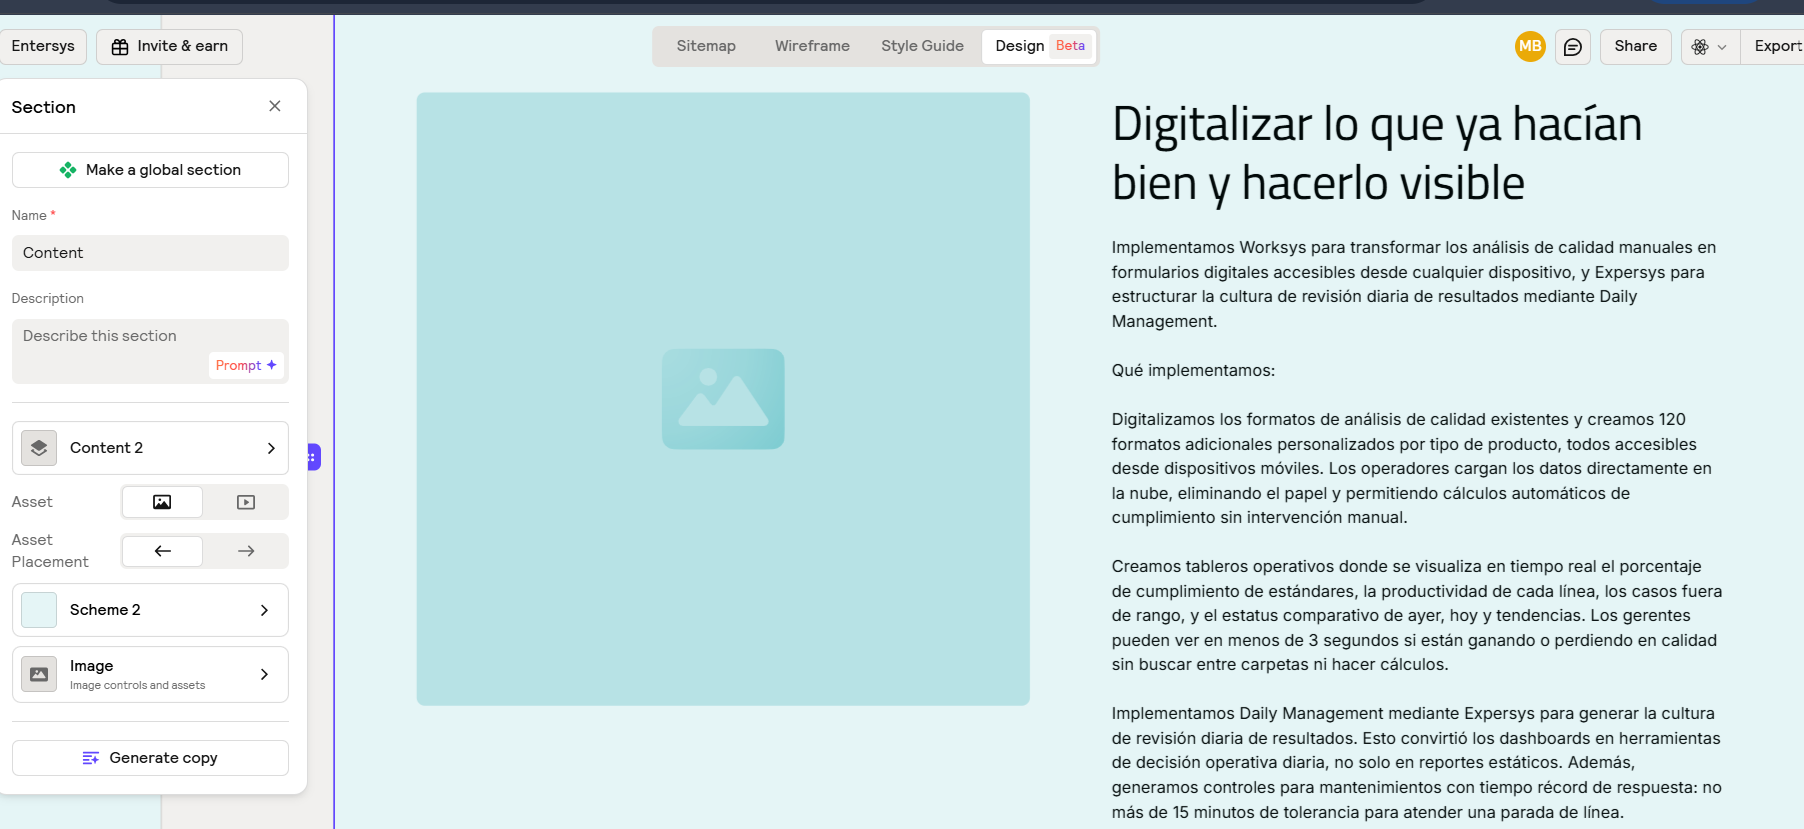 Entersys
Invite & earn
Sitemap
Wireframe
Style Guide
Design Beta
MB
Share
Export
Section
Make a global section
Name *
Content
Description
Describe this section
Prompt
Content 2
Asset
Asset
Placement
Scheme 2
Image
Image controls and assets
Generate copy
Digitalizar lo que ya hacían
bien y hacerlo visible
Implementamos Worksys para transformar los análisis de calidad manuales en
formularios digitales accesibles desde cualquier dispositivo, y Expersys para
estructurar la cultura de revisión diaria de resultados mediante Daily
Management.
Qué implementamos:
Digitalizamos los formatos de análisis de calidad existentes y creamos 120
formatos adicionales personalizados por tipo de producto, todos accesibles
desde dispositivos móviles. Los operadores cargan los datos directamente en
la nube, eliminando el papel y permitiendo cálculos automáticos de
cumplimiento sin intervención manual.
Creamos tableros operativos donde se visualiza en tiempo real el porcentaje
de cumplimiento de estándares, la productividad de cada línea, los casos fuera
de rango, y el estatus comparativo de ayer, hoy y tendencias. Los gerentes
pueden ver en menos de 3 segundos si están ganando o perdiendo en calidad
sin buscar entre carpetas ni hacer cálculos.
Implementamos Daily Management mediante Expersys para generar la cultura
de revisión diaria de resultados. Esto convirtió los dashboards en herramientas
de decisión operativa diaria, no solo en reportes estáticos. Además,
generamos controles para mantenimientos con tiempo récord de respuesta: no
más de 15 minutos de tolerancia para atender una parada de línea.